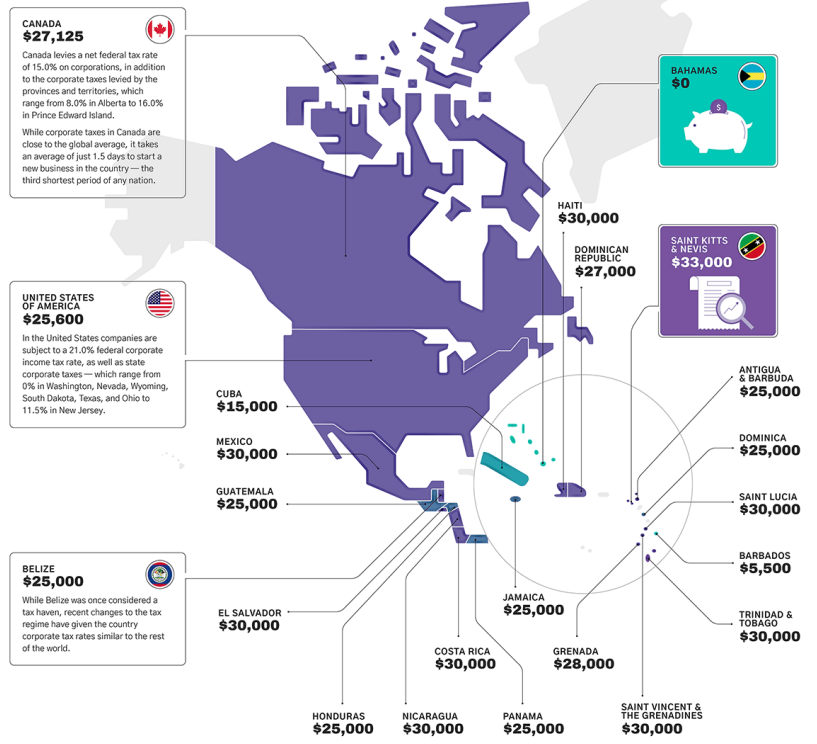 CANADA
$27,125
Canada levies a net federal tax rate
of 15.0% on corporations, in addition
to the corporate taxes levied by the
provinces and territories, which
range from 8.0% in Alberta to 16.0%
in Prince Edward Island.
While corporate taxes in Canada are
close to the global average, it takes
an average of just 1.5 days to start a
new business in the country — the
third shortest period of any nation.
BAHAMAS
$0
$
HAITI
$30,000
DOMINICAN
REPUBLIC
$27,000
SAINT KITTS
& NEVIS
$33,000
UNITED STATES
OF AMERICA
$25,600
In the United States companies are
subject to a 21.0% federal corporate
income tax rate, as well as state
corporate taxes — which range from
0% in Washington, Nevada, Wyoming,
South Dakota, Texas, and Ohio to
11.5% in New Jersey.
CUBA
$15,000
MEXICO
$30,000
GUATEMALA
$25,000
ANTIGUA
& BARBUDA
$25,000
DOMINICA
$25,000
SAINT LUCIA
$30,000
BARBADOS
$5,500
TRINIDAD &
TOBAGO
$30,000
BELIZE
$25,000
While Belize was once considered a
tax haven, recent changes to the tax
regime have given the country
corporate tax rates similar to the rest
of the world.
EL SALVADOR
$30,000
JAMAICA
$25,000
COSTA RICA
$30,000
GRENADA
$28,000
HONDURAS
$25,000
NICARAGUA
$30,000
PANAMA
$25,000
SAINT VINCENT &
THE GRENADINES
$30,000